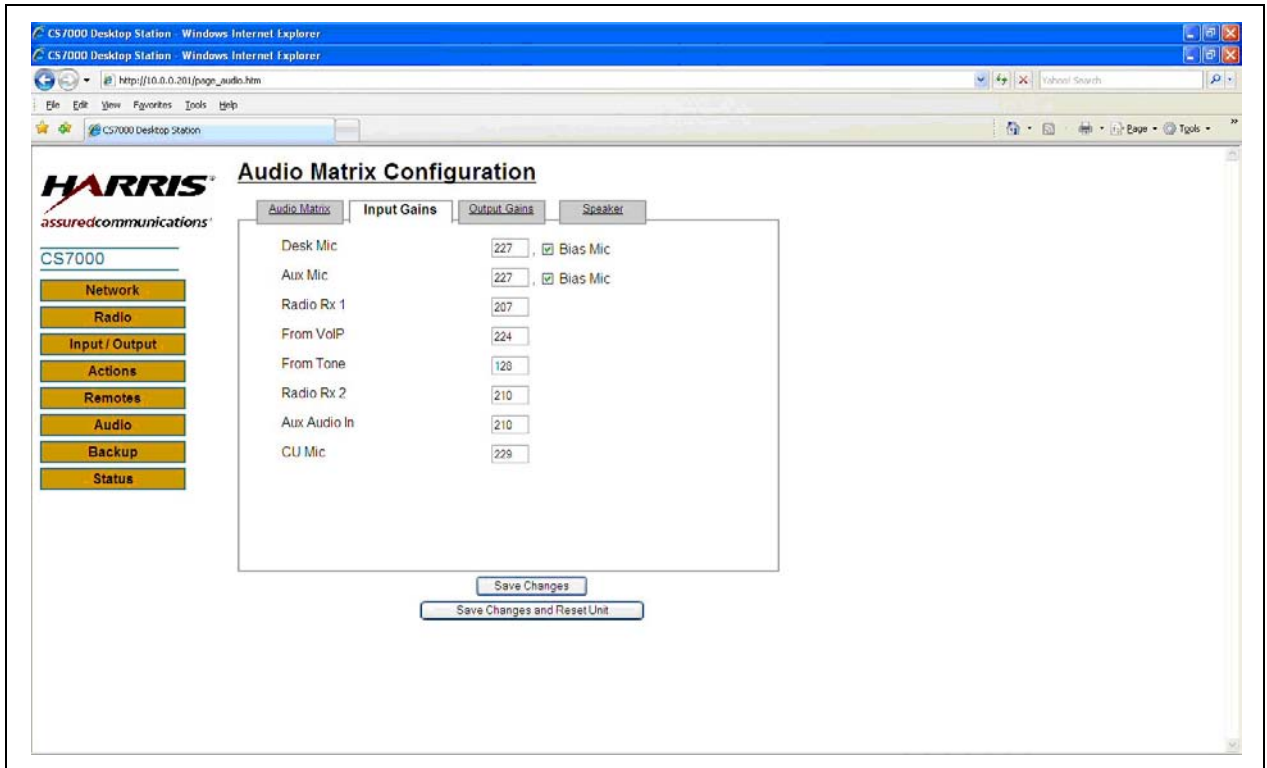 CS7000 Desktop Station - Windows Internet Explorer
CS7000 Desktop Station - Windows Internet Explorer
http://10.0.0.201/page_audio.htm
Yahoo! Search
File Edit View Favorites Tools Help
CS7000 Desktop Station
Page Tools
HARRIS
assuredcommunications
CS7000
Network
Radio
Input / Output
Actions
Remotes
Audio
Backup
Status
Audio Matrix Configuration
Audio Matrix Input Gains Output Gains Speaker
Desk Mic 227 , Bias Mic
Aux Mic 227 , Bias Mic
Radio Rx 1 207
From VoIP 224
From Tone 128
Radio Rx 2 210
Aux Audio In 210
CU Mic 229
Save Changes
Save Changes and Reset Unit